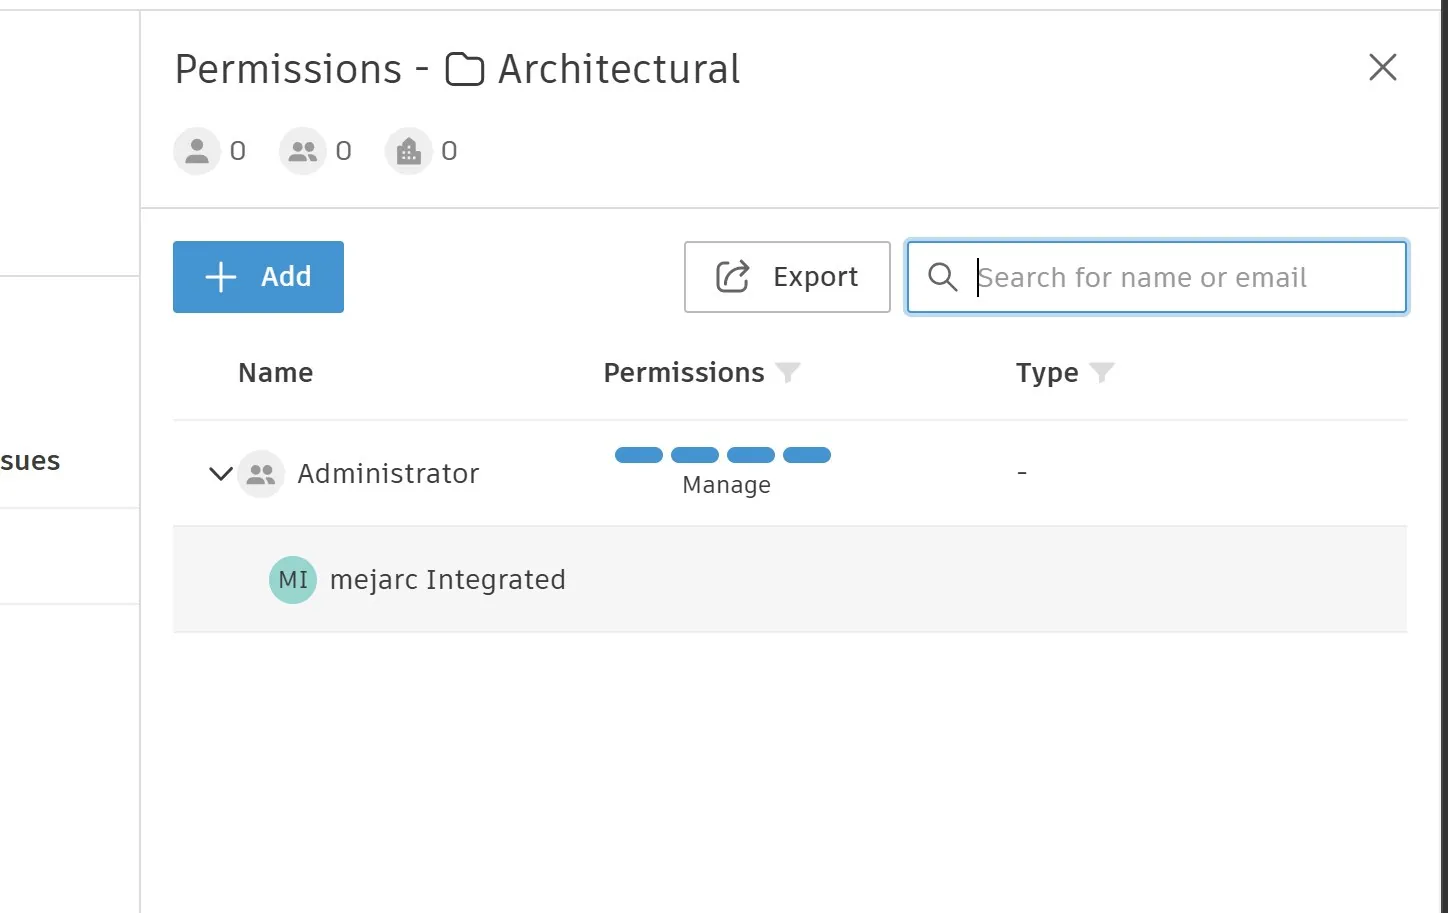 Permissions - Architectural
0 0 0
Add Export Search for name or email
Name Permissions Type
sues
Administrator Manage -
MI mejarc Integrated